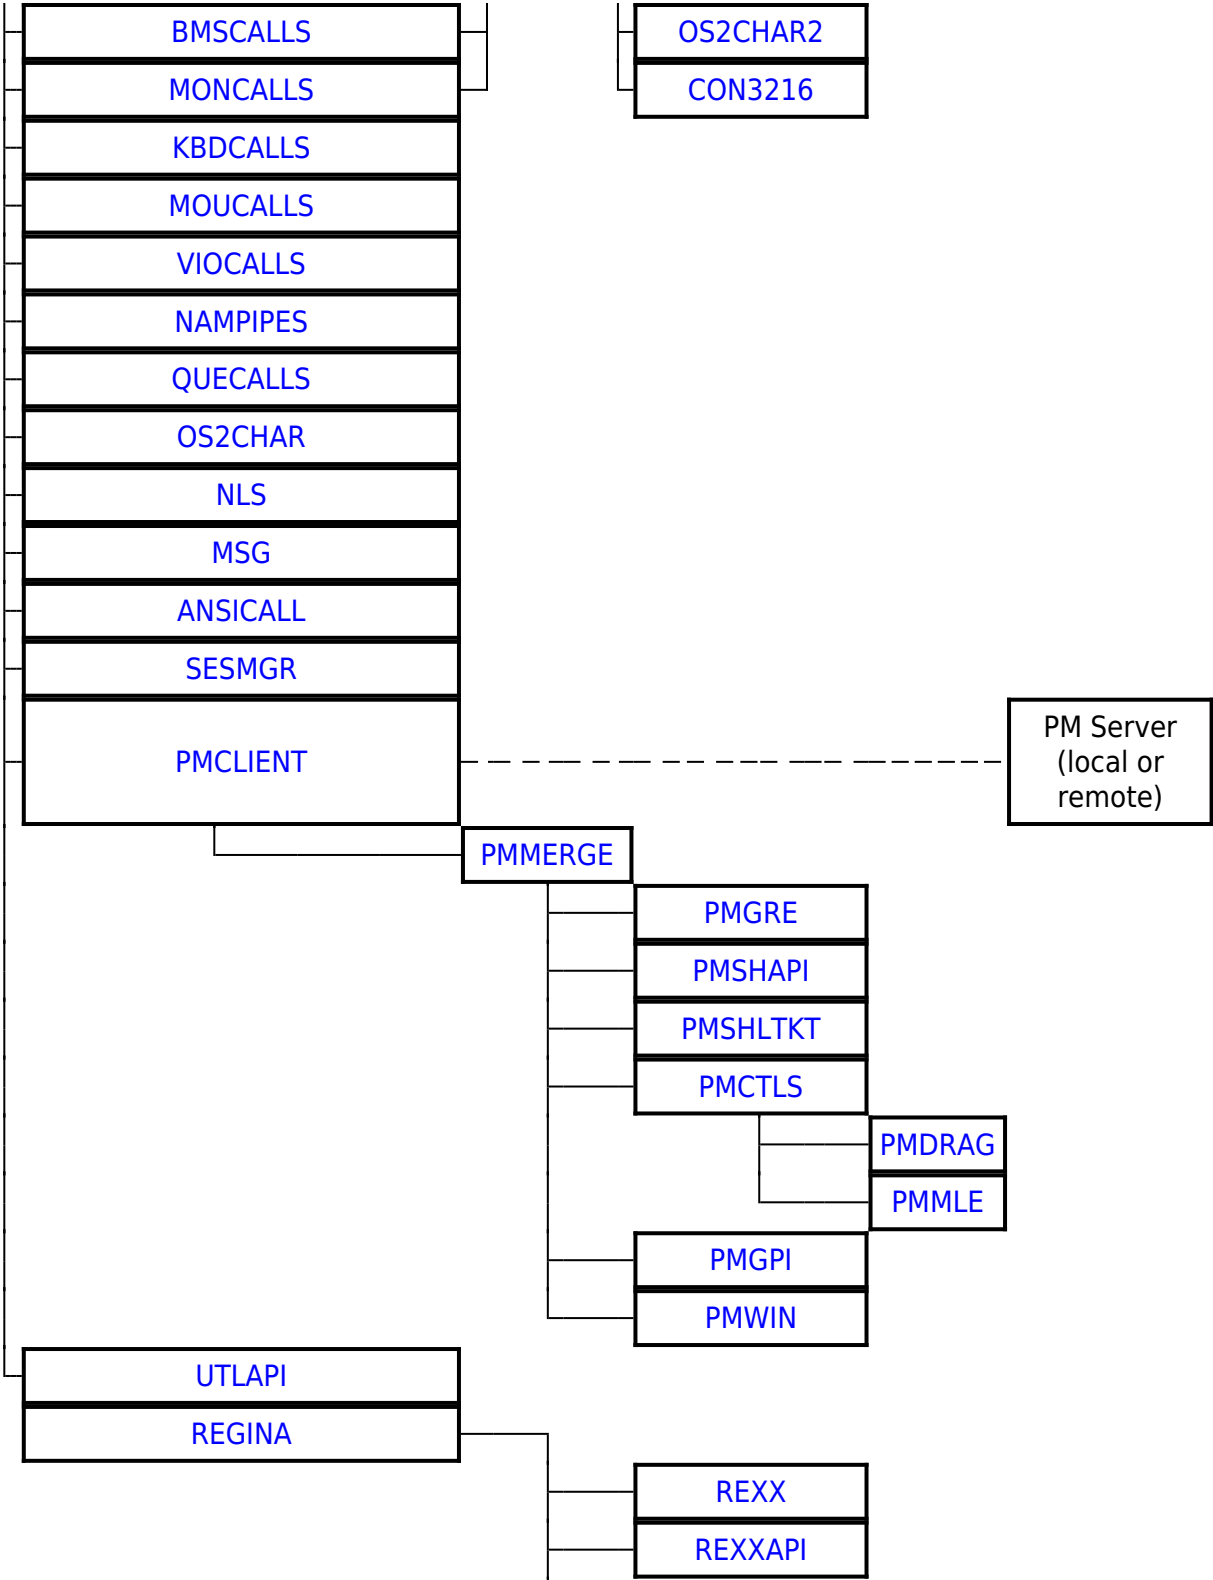 BMSCALLS
OS2CHAR2
MONCALLS
CON3216
KBDCALLS
MOUCALLS
VIOCALLS
NAMPIPES
QUECALLS
OS2CHAR
NLS
MSG
ANSICALL
SESMGR
PMCLIENT
PM Server
(local or
remote)
PMMERGE
PMGRE
PMSHAPI
PMSHLTKT
PMCTLS
PMDRAG
PMMLE
PMGPI
PMWIN
UTLAPI
REGINA
REXX
REXXAPI